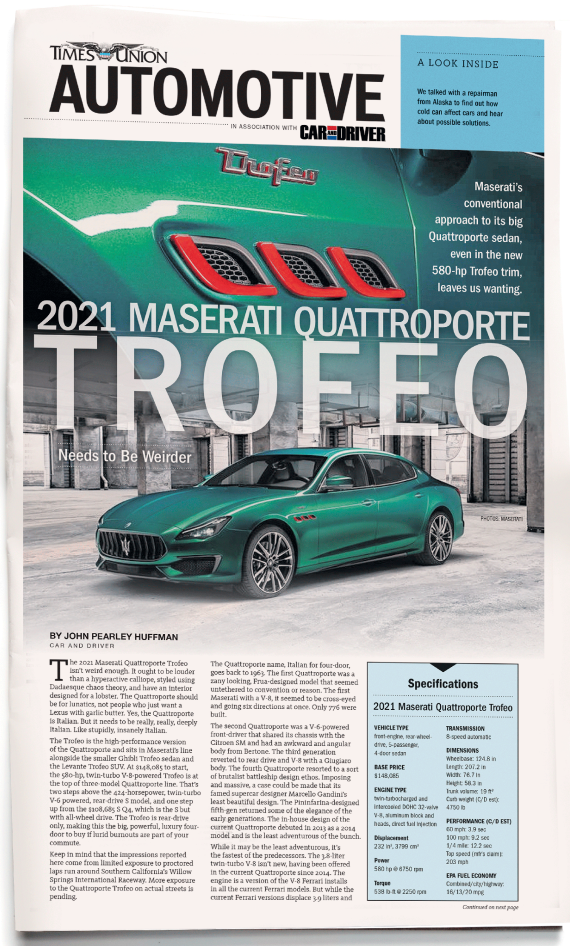 TIMES UNION
AUTOMOTIVE
IN ASSOCIATION WITH CAR AND DRIVER
A LOOK INSIDE
We talked with a repairman
from Alaska to find out how
cold can affect cars and hear
about possible solutions.
Trofeo
Maserati's
conventional
approach to its big
Quattroporte sedan,
even in the new
580-hp Trofeo trim,
leaves us wanting.
2021 MASERATI QUATTROPORTE
TROFEO
Needs to Be Weirder
PHOTOS: MASERATI
BY JOHN PEARLEY HUFFMAN
CAR AND DRIVER
The 2021 Maserati Quattroporte Trofeo
isn't weird enough. It ought to be louder
than a hyperactive calliope, styled using
Dadaesque chaos theory, and have an interior
designed for a lobster. The Quattroporte should
be for lunatics, not people who just want a
Lexus with garlic butter. Yes, the Quattroporte
is Italian. But it needs to be really, really, deeply
Italian. Like stupidly, insanely Italian.
The Trofeo is the high-performance version
of the Quattroporte and sits in Maserati's line
alongside the smaller Ghibli Trofeo sedan and
the Levante Trofeo SUV. At $148,085 to start,
the 580-hp, twin-turbo V-8-powered Trofeo is at
the top of three-model Quattroporte line. That's
two steps above the 424-horsepower, twin-turbo
V-6 powered, rear-drive S model, and one step
up from the $108,685 S Q4, which is the S but
with all-wheel drive. The Trofeo is rear-drive
only, making this the big, powerful, luxury four-
door to buy if lurid burnouts are part of your
commute.
Keep in mind that the impressions reported
here come from limited exposure to proctored
laps run around Southern California's Willow
Springs International Raceway. More exposure
to the Quattroporte Trofeo on actual streets is
pending.
The Quattroporte name, Italian for four-door,
goes back to 1963. The first Quattroporte was a
zany looking, Frua-designed model that seemed
untethered to convention or reason. The first
Maserati with a V-8, it seemed to be cross-eyed
and going six directions at once. Only 776 were
built.
The second Quattroporte was a V-6-powered
front-driver that shared its chassis with the
Citroën SM and had an awkward and angular
body from Bertone. The third generation
reverted to rear drive and V-8 with a Giugiaro
body. The fourth Quattroporte resorted to a sort
of brutalist battleship design ethos. Imposing
and massive, a case could be made that its
famed supercar designer Marcello Gandini's
least beautiful design. The Pininfarina-designed
fifth-gen returned some of the elegance of the
early generations. The in-house design of the
current Quattroporte debuted in 2013 as a 2014
model and is the least adventurous of the bunch.
While it may be the least adventurous, it's
the fastest of the predecessors. The 3.8-liter
twin-turbo V-8 isn't new, having been offered
in the current Quattroporte since 2014. The
engine is a version of the V-8 Ferrari installs
in all the current Ferrari models. But while the
current Ferrari versions displace 3.9 liters and
Specifications
2021 Maserati Quattroporte Trofeo
VEHICLE TYPE
front-engine, rear-wheel-
drive, 5-passenger,
4-door sedan
BASE PRICE
$148,085
ENGINE TYPE
twin-turbocharged and
intercooled DOHC 32-valve
V-8, aluminum block and
heads, direct fuel injection
Displacement
232 in³, 3799 cm³
Power
580 hp @ 6750 rpm
Torque
538 lb-ft @ 2250 rpm
TRANSMISSION
8-speed automatic
DIMENSIONS
Wheelbase: 124.8 in
Length: 207.2 in
Width: 76.7 in
Height: 58.3 in
Trunk volume: 19 ft³
Curb weight (C/D est):
4750 lb
PERFORMANCE (C/D EST)
60 mph: 3.9 sec
100 mph: 9.2 sec
1/4 mile: 12.2 sec
Top speed (mfr's claim):
203 mph
EPA FUEL ECONOMY
Combined/city/highway:
16/13/20 mpg
Continued on next page